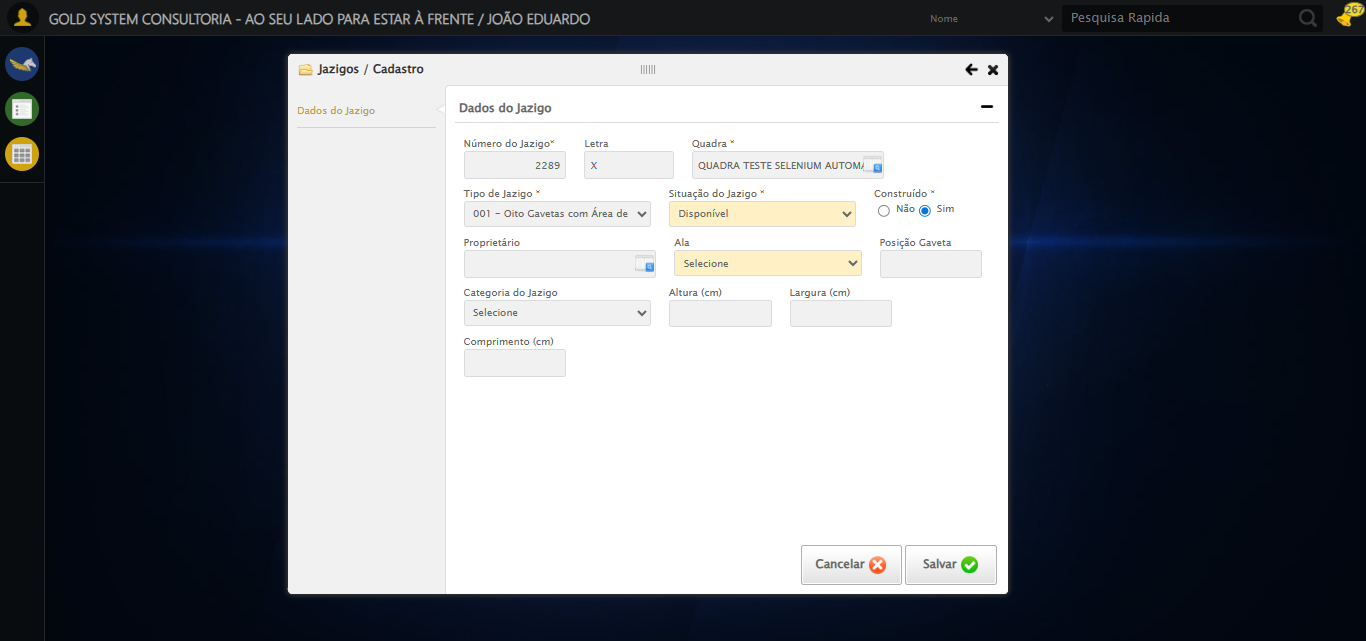 GOLD SYSTEM CONSULTORIA - AO SEU LADO PARA ESTAR À FRENTE / JOÃO EDUARDO
Nome
Pesquisa Rapida
267
Jazigos / Cadastro
Dados do Jazigo
Dados do Jazigo
Número do Jazigo* Letra Quadra *
2289 X QUADRA TESTE SELENIUM AUTOMA
Tipo de Jazigo * Situação do Jazigo * Construído *
001 - Oito Gavetas com Área de Disponível Não Sim
Proprietário Ala Posição Gaveta
Selecione
Categoria do Jazigo Altura (cm) Largura (cm)
Selecione
Comprimento (cm)
Cancelar Salvar